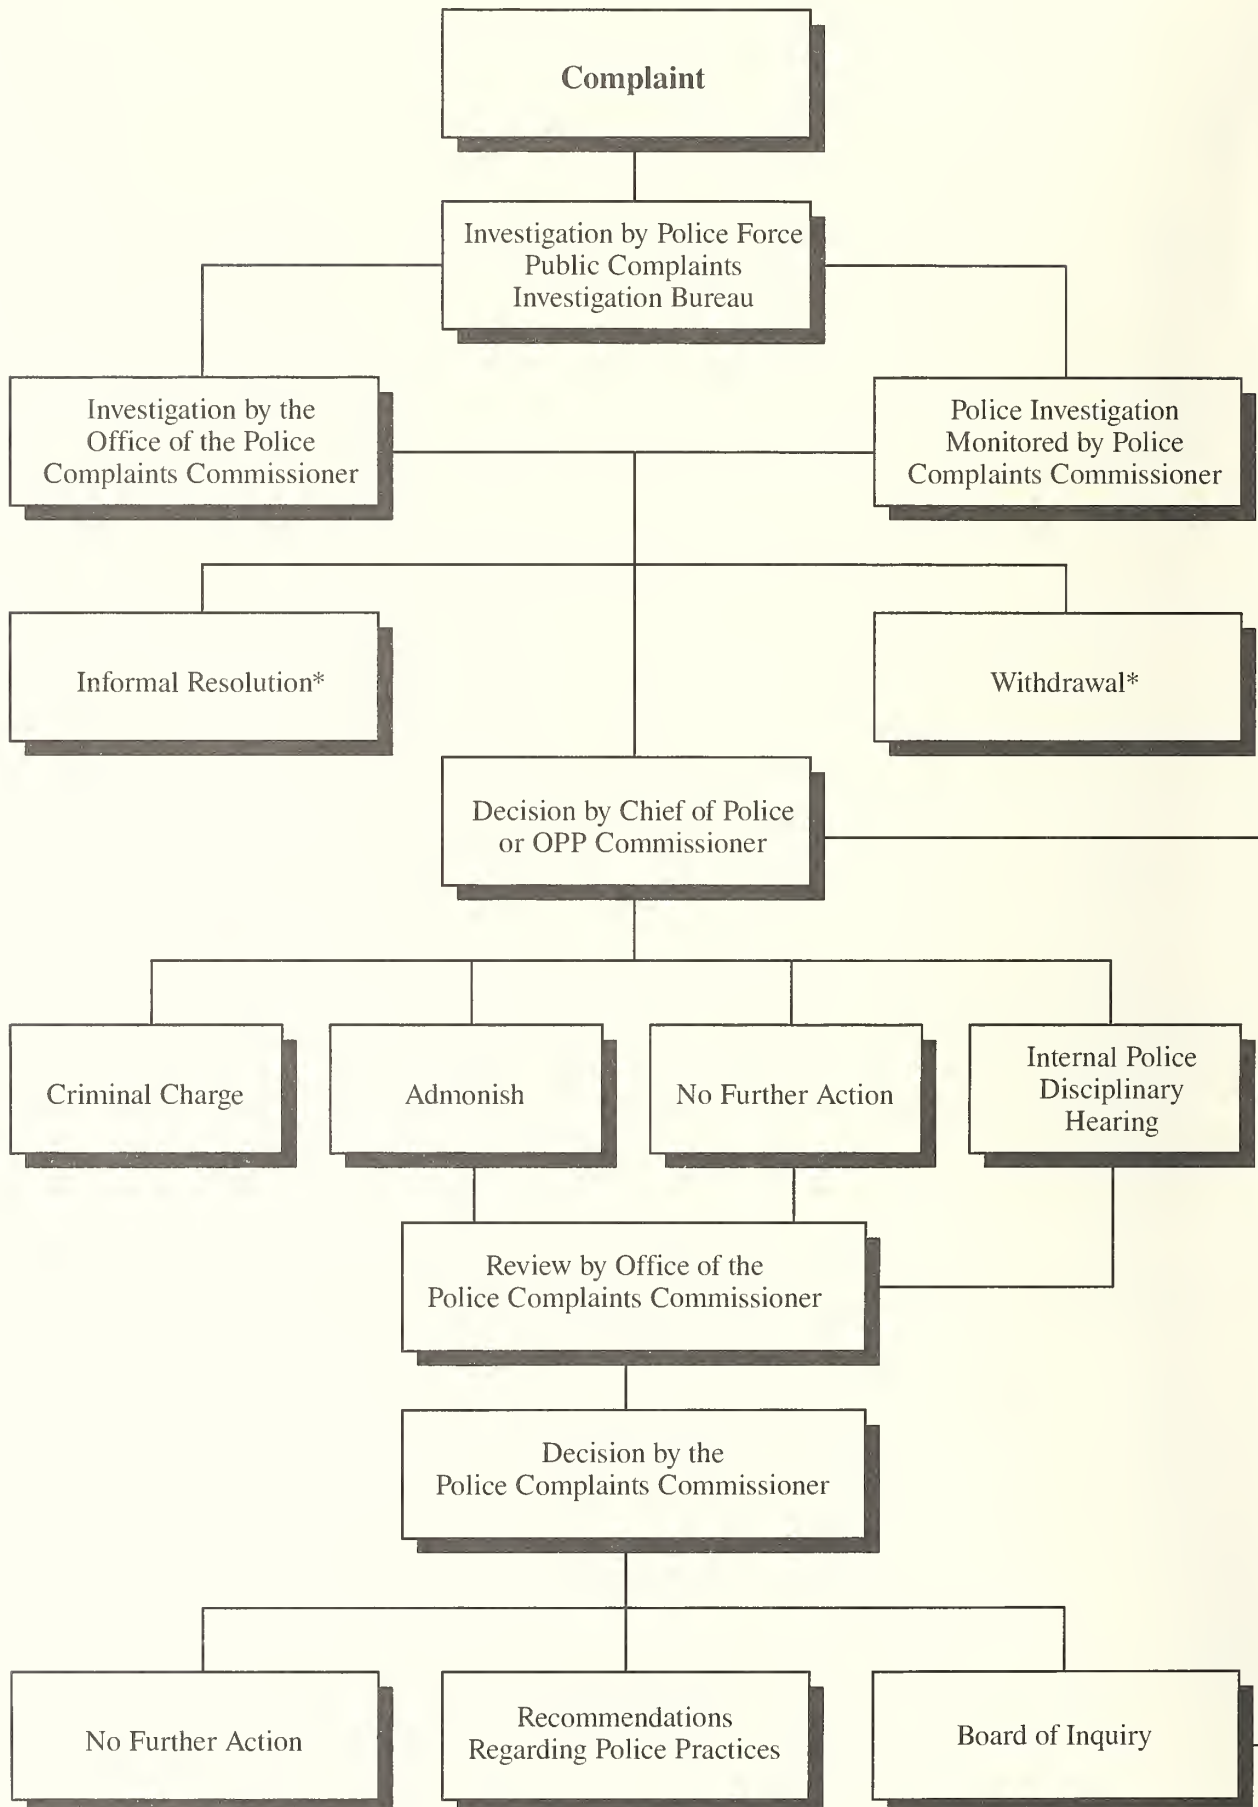 Complaint
Investigation by Police Force
Public Complaints
Investigation Bureau
Investigation by the
Office of the Police
Complaints Commissioner
Police Investigation
Monitored by Police
Complaints Commissioner
Informal Resolution*
Withdrawal*
Decision by Chief of Police
or OPP Commissioner
Criminal Charge
Admonish
No Further Action
Internal Police
Disciplinary
Hearing
Review by Office of the
Police Complaints Commissioner
Decision by the
Police Complaints Commissioner
No Further Action
Recommendations
Regarding Police Practices
Board of Inquiry